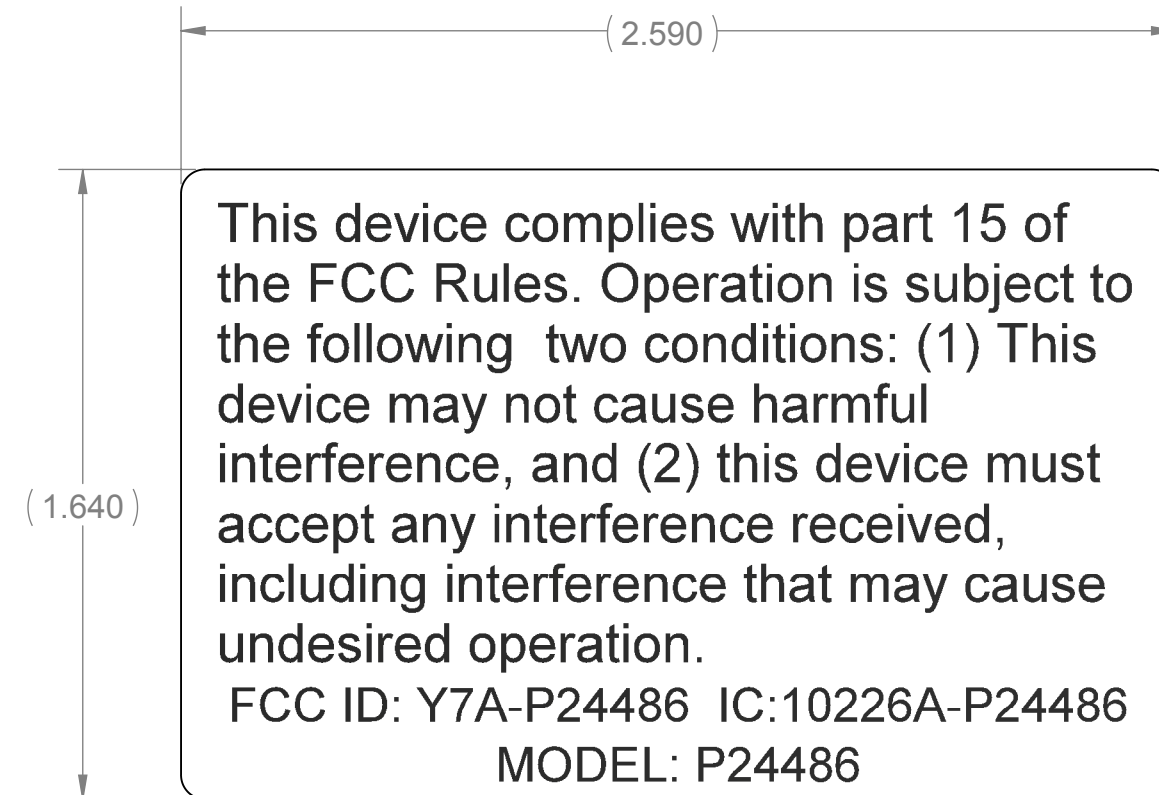 ( 2.590 )
This device complies with part 15 of
the FCC Rules. Operation is subject to
the following  two conditions: (1) This
device may not cause harmful
interference, and (2) this device must
( 1.640 )
accept any interference received,
including interference that may cause
undesired operation.
FCC ID: Y7A-P24486  IC:10226A-P24486
MODEL: P24486